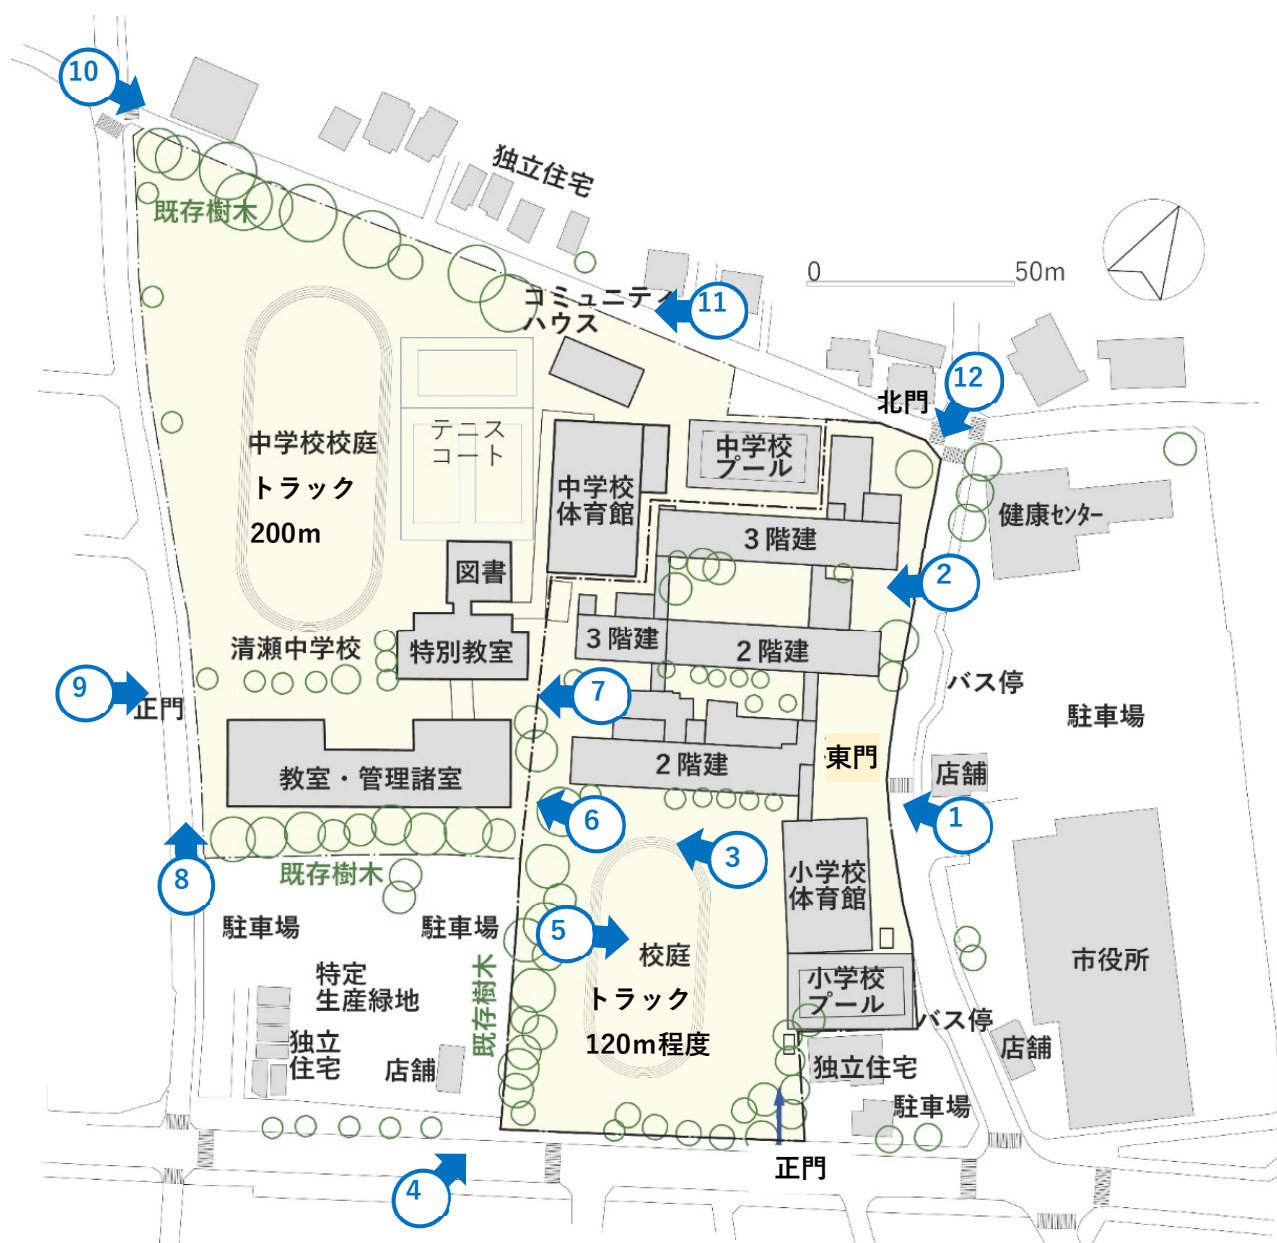 10
独立住宅
既存樹木
0
50m
コミュニティ
ハウス
11
12
北門
中学校校庭
トラック
200m
テニス
コート
中学校
体育館
中学校
プール
健康センター
3階建
2
図書
清瀬中学校
特別教室
3階建
2階建
バス停
9
正門
7
駐車場
東門
教室・管理諸室
2階建
店舗
6
1
3
8
既存樹木
小学校
体育館
駐車場
駐車場
5
校庭
市役所
特定
生産緑地
既存樹木
トラック
120m程度
小学校
プール
バス停
独立
住宅
店舗
独立住宅
店舗
駐車場
4
正門